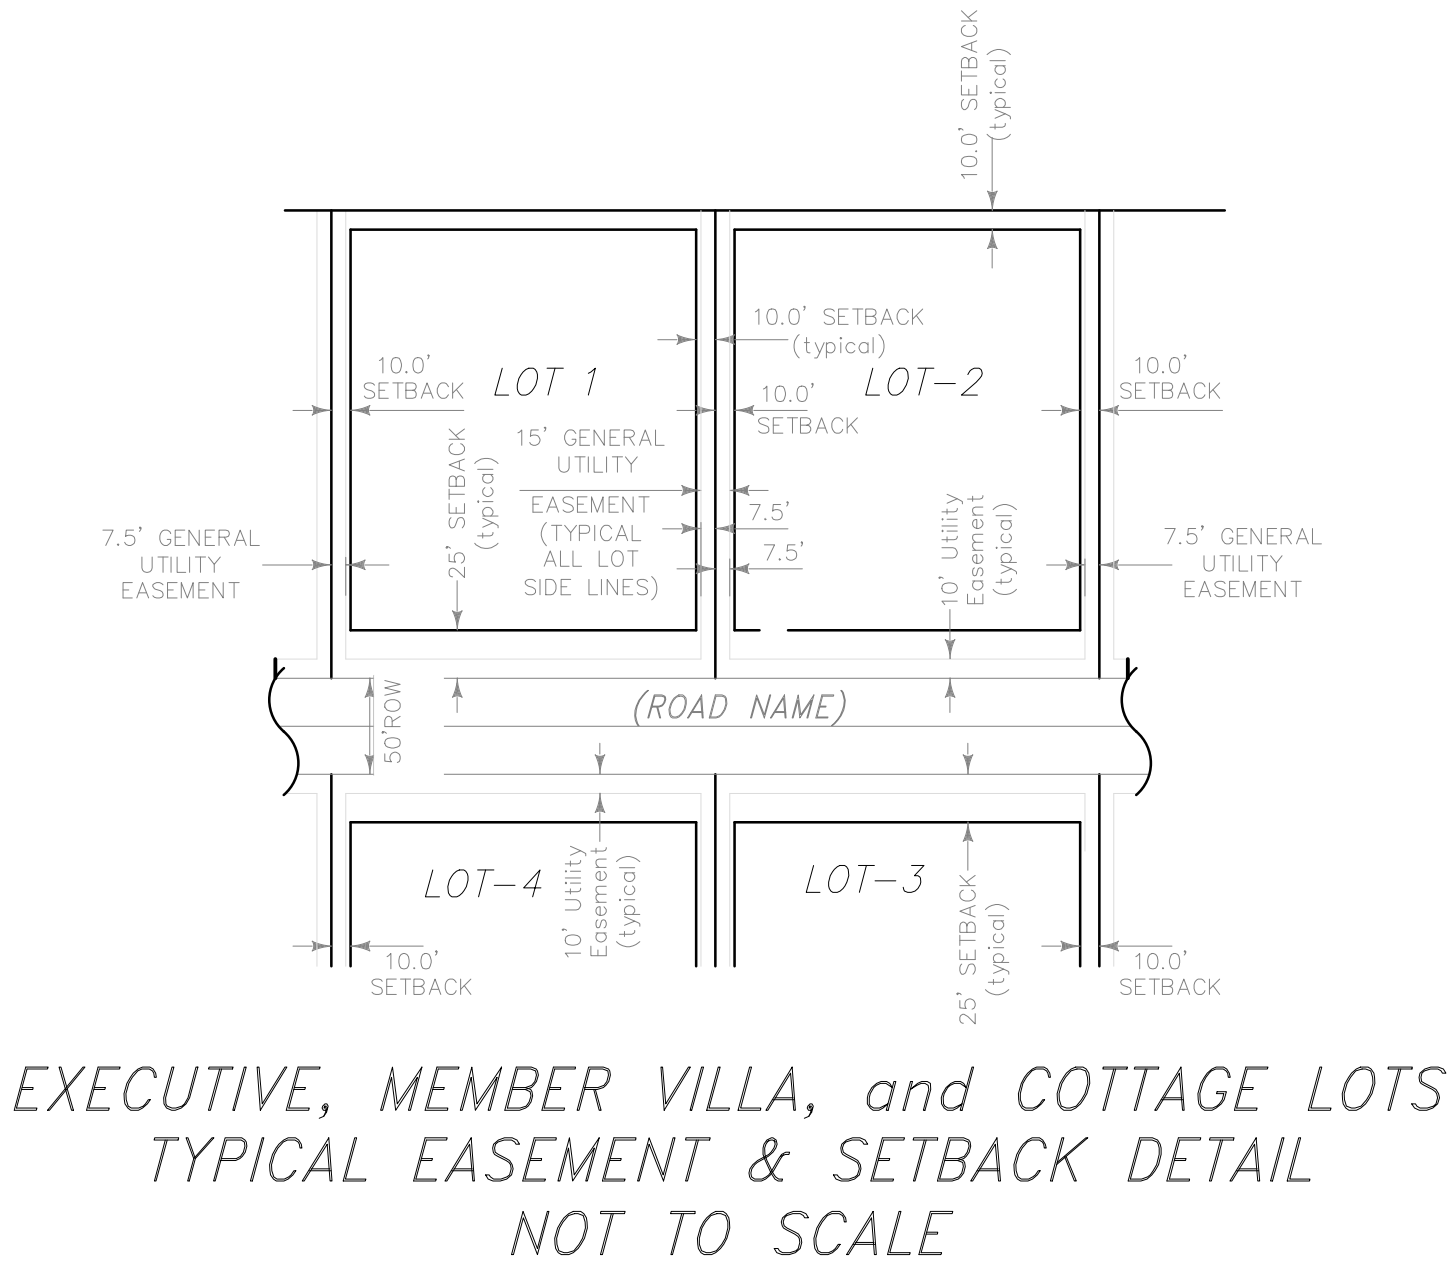 10.0' SETBACK
(typical)
10.0' SETBACK
(typical)
10.0'
SETBACK
LOT 1
LOT-2
10.0'
SETBACK
10.0'
SETBACK
25' SETBACK
(typical)
15' GENERAL
UTILITY
EASEMENT
(TYPICAL
ALL LOT
SIDE LINES)
7.5'
7.5'
10' Utility
Easement
(typical)
7.5' GENERAL
UTILITY
EASEMENT
7.5' GENERAL
UTILITY
EASEMENT
50'ROW
(ROAD NAME)
LOT-4
LOT-3
10' Utility
Easement
(typical)
25' SETBACK
(typical)
10.0'
SETBACK
10.0'
SETBACK
EXECUTIVE, MEMBER VILLA, and COTTAGE LOTS
TYPICAL EASEMENT & SETBACK DETAIL
NOT TO SCALE